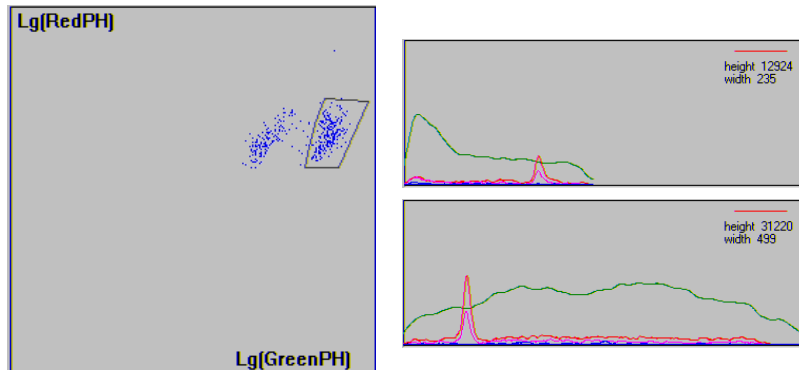 Lg(RedPH)
Lg(GreenPH)
height 12924
width 235
height 31220
width 499